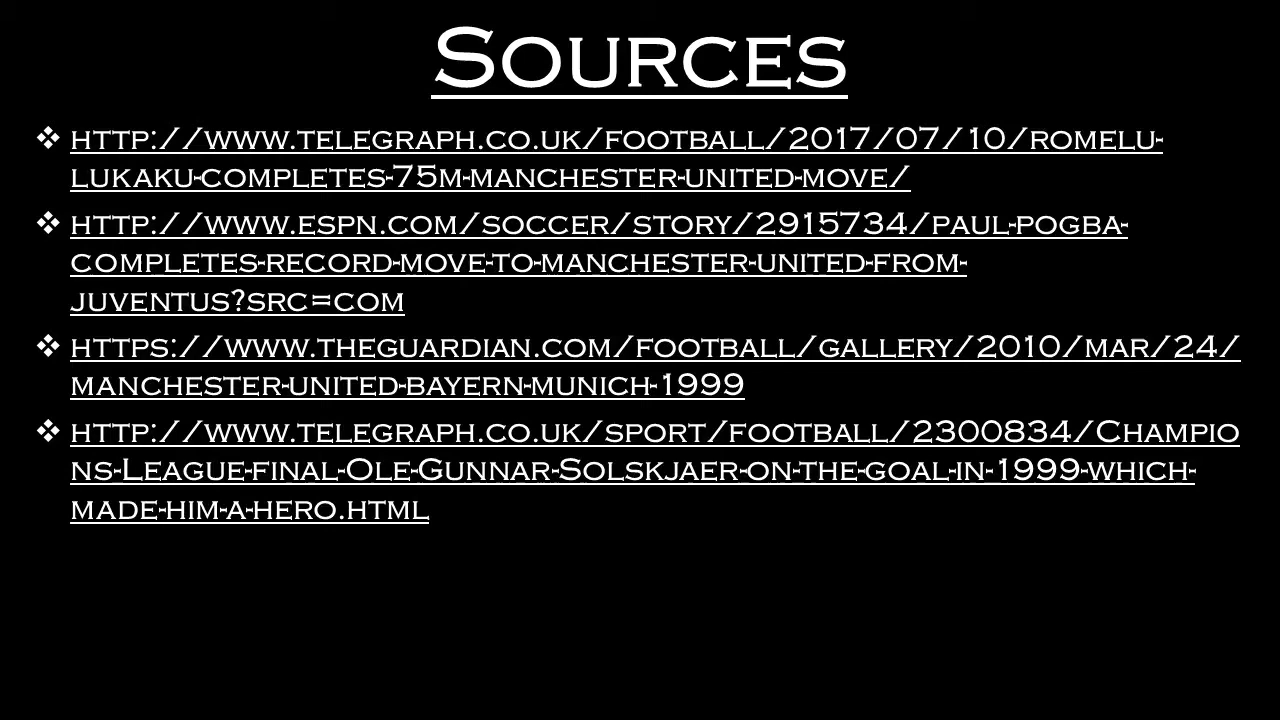 Sources
❖ http://www.telegraph.co.uk/football/2017/07/10/romelu-
lukaku-completes-75m-manchester-united-move/
❖ http://www.espn.com/soccer/story/2915734/paul-pogba-
completes-record-move-to-manchester-united-from-
juventus?src=com
❖ https://www.theguardian.com/football/gallery/2010/mar/24/
manchester-united-bayern-munich-1999
❖ http://www.telegraph.co.uk/sport/football/2300834/Champio
ns-League-final-Ole-Gunnar-Solskjaer-on-the-goal-in-1999-which-
made-him-a-hero.html